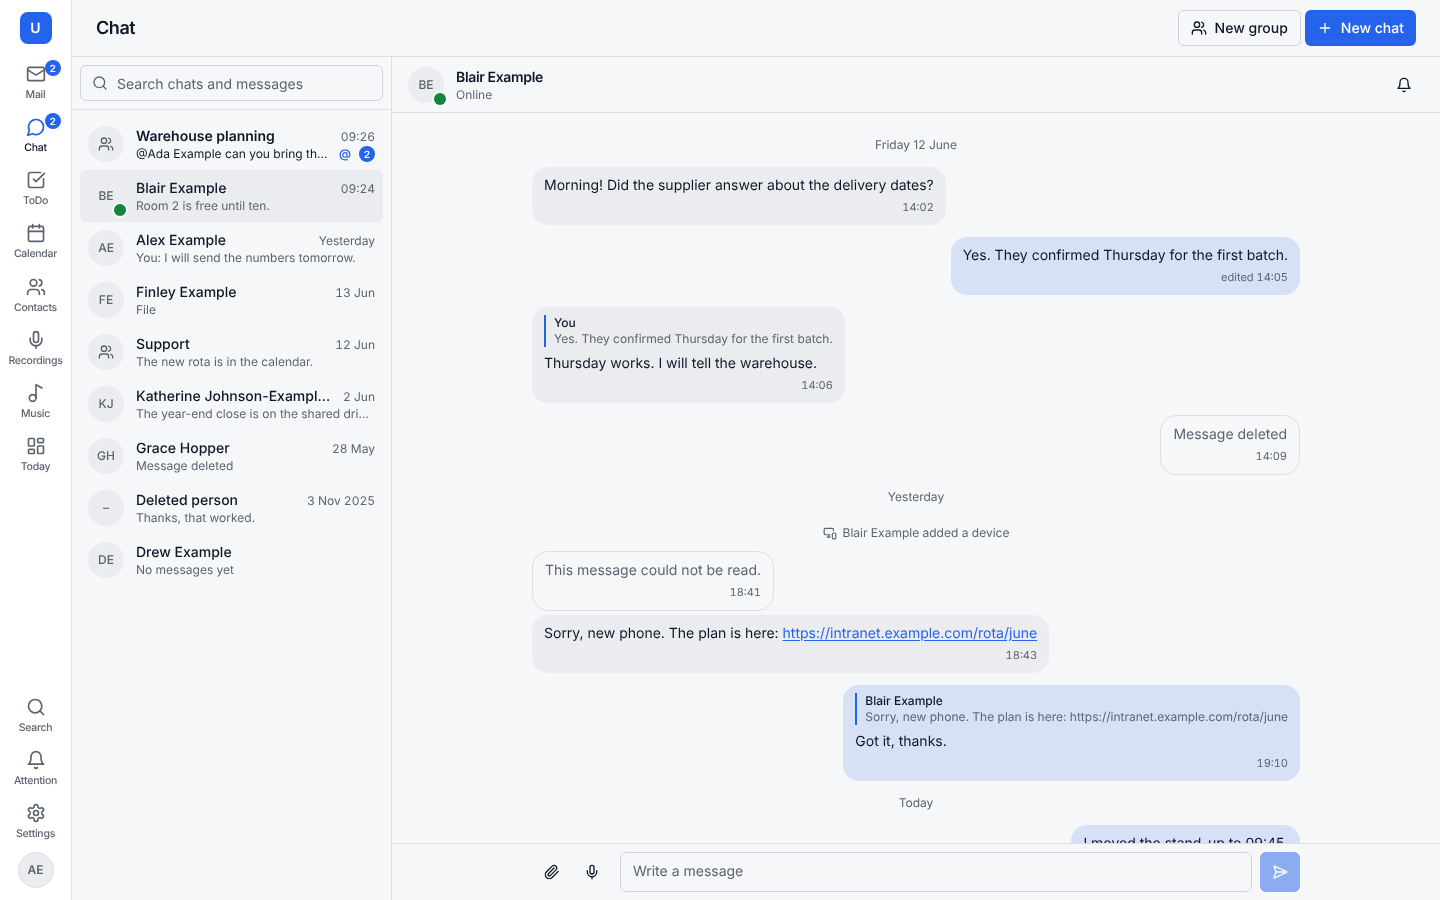 U
Chat
New group
New chat
2
Mail
2
Chat
ToDo
Calendar
Contacts
Recordings
Music
Today
Search
Attention
Settings
AE
Search chats and messages
Warehouse planning 09:26
@Ada Example can you bring th... @ 2
BE
Blair Example 09:24
Room 2 is free until ten.
AE
Alex Example Yesterday
You: I will send the numbers tomorrow.
FE
Finley Example 13 Jun
File
Support 12 Jun
The new rota is in the calendar.
KJ
Katherine Johnson-Exampl... 2 Jun
The year-end close is on the shared dri...
GH
Grace Hopper 28 May
Message deleted
–
Deleted person 3 Nov 2025
Thanks, that worked.
DE
Drew Example
No messages yet
BE
Blair Example
Online
Friday 12 June
Morning! Did the supplier answer about the delivery dates?
14:02
Yes. They confirmed Thursday for the first batch.
edited 14:05
You
Yes. They confirmed Thursday for the first batch.
Thursday works. I will tell the warehouse.
14:06
Message deleted
14:09
Yesterday
Blair Example added a device
This message could not be read.
18:41
Sorry, new phone. The plan is here: https://intranet.example.com/rota/june
18:43
Blair Example
Sorry, new phone. The plan is here: https://intranet.example.com/rota/june
Got it, thanks.
19:10
Today
I moved the stand-up to 09:45.
Write a message